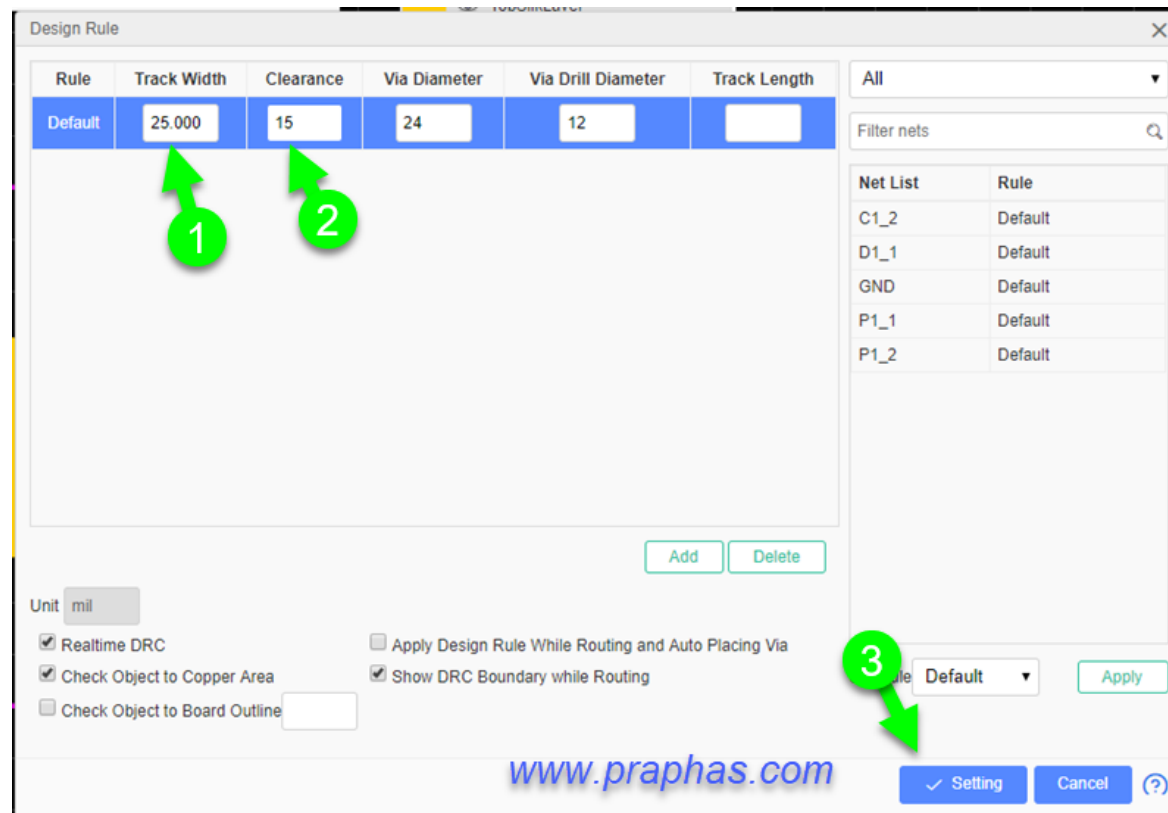 Design Rule
Rule Track Width Clearance Via Diameter Via Drill Diameter Track Length
Default 25.000 15 24 12
All
Filter nets
Net List Rule
C1_2 Default
D1_1 Default
GND Default
P1_1 Default
P1_2 Default
1
2
Add Delete
Unit mil
Realtime DRC
Apply Design Rule While Routing and Auto Placing Via
Check Object to Copper Area
Show DRC Boundary while Routing
Check Object to Board Outline
3
Default
Apply
www.praphas.com
Setting Cancel ?